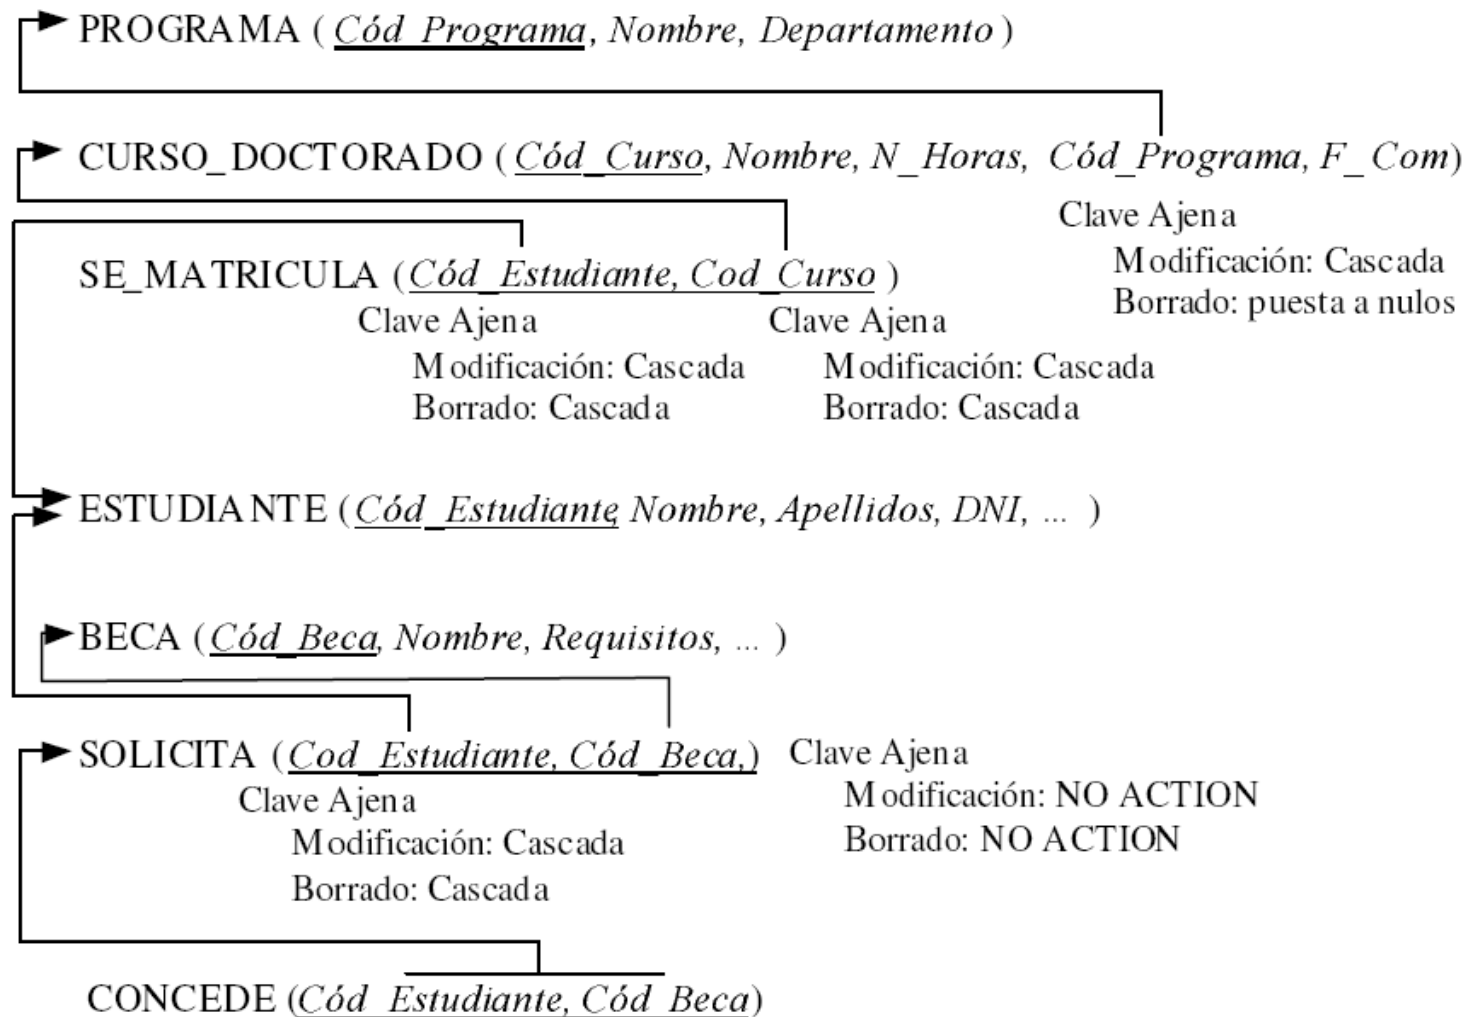 PROGRAMA ( Cód_Programa, Nombre, Departamento )
CURSO_DOCTORADO ( Cód_Curso, Nombre, N_Horas, Cód_Programa, F_Com)
Clave Ajena
Modificación: Cascada
Borrado: puesta a nulos
SE_MATRICULA (Cód_Estudiante, Cod_Curso )
Clave Ajena Clave Ajena
Modificación: Cascada Modificación: Cascada
Borrado: Cascada Borrado: Cascada
ESTUDIANTE (Cód_Estudiante, Nombre, Apellidos, DNI, ... )
BECA (Cód_Beca, Nombre, Requisitos, ... )
SOLICITA (Cod_Estudiante, Cód_Beca,) Clave Ajena
Modificación: NO ACTION
Borrado: NO ACTION
Clave Ajena
Modificación: Cascada
Borrado: Cascada
CONCEDE (Cód_Estudiante, Cód_Beca)